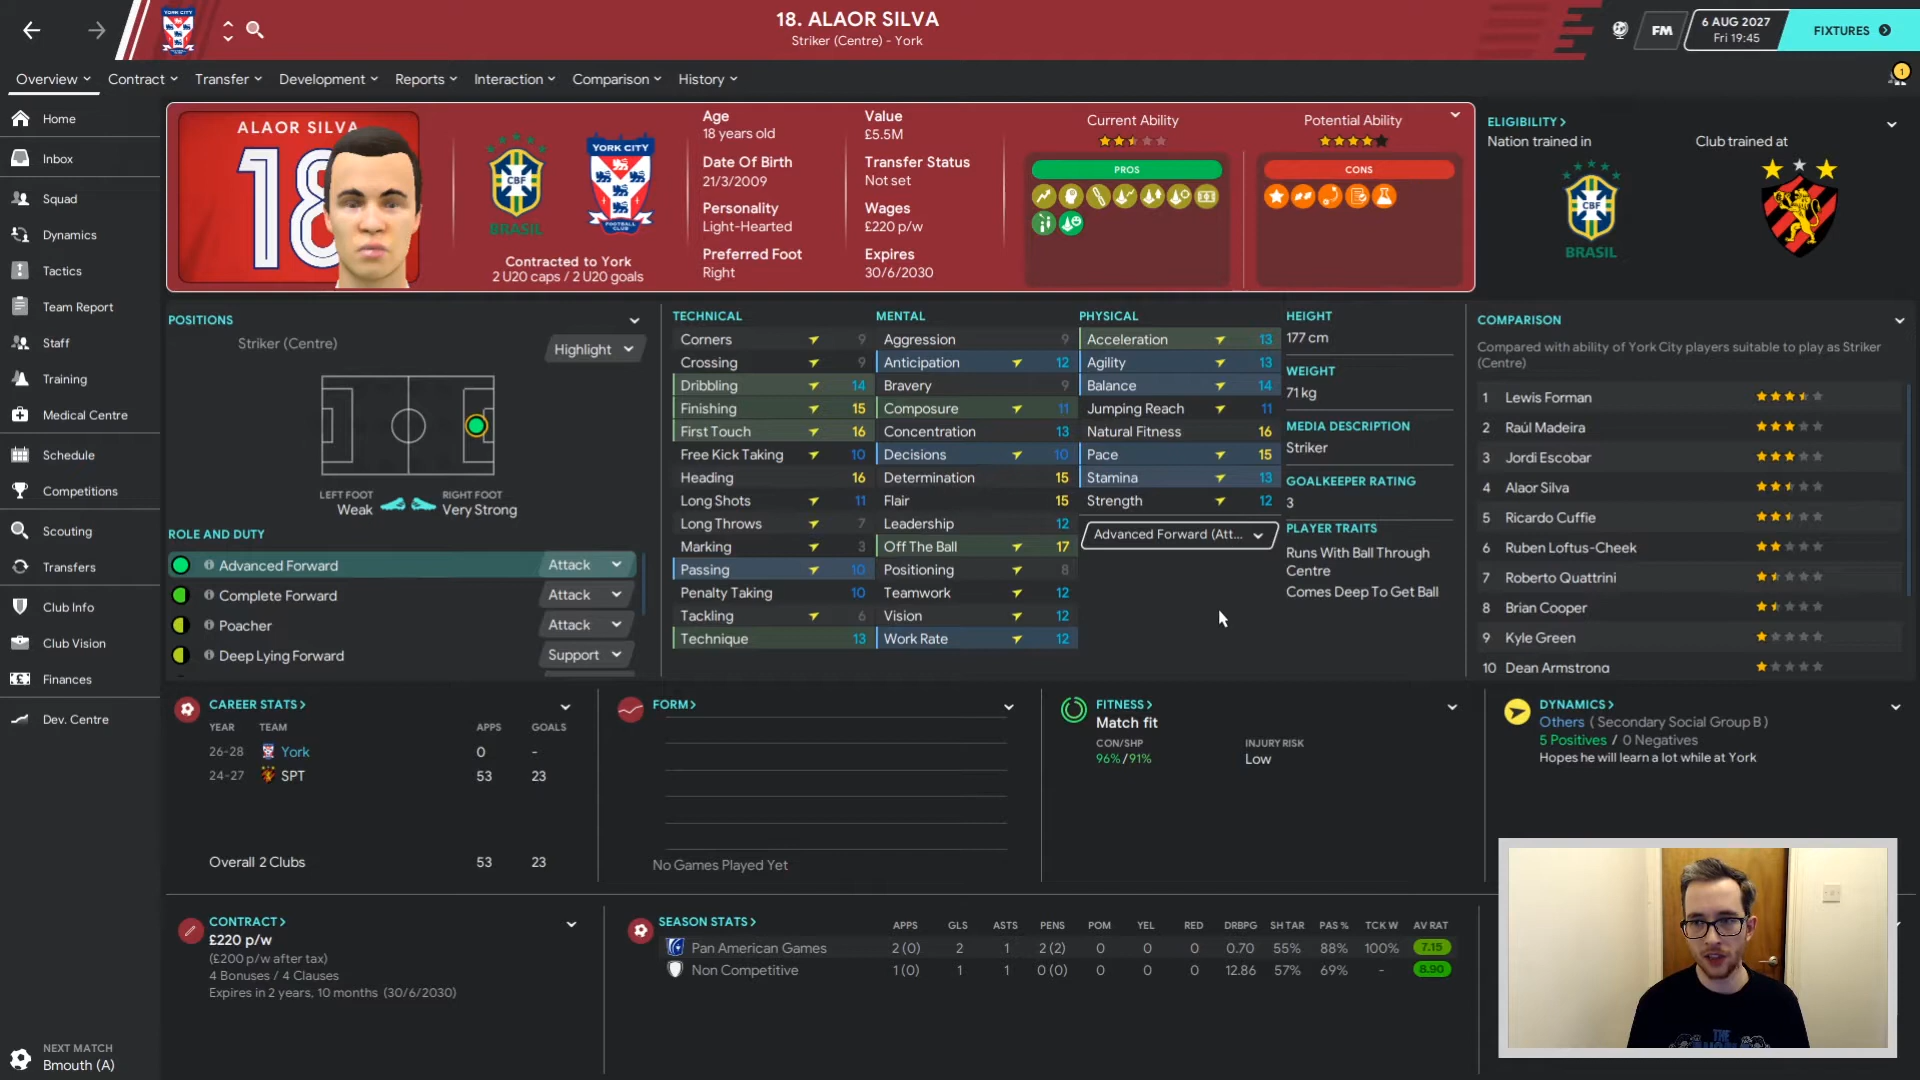 18. ALAOR SILVA
Striker (Centre) - York
FM
6 AUG 2027
Fri 19:45
FIXTURES
Overview
Contract
Transfer
Development
Reports
Interaction
Comparison
History
1
Home
Inbox
Squad
Dynamics
Tactics
Team Report
Staff
Training
Medical Centre
Schedule
Competitions
Scouting
Transfers
Club Info
Club Vision
Finances
Dev. Centre
NEXT MATCH
Bmouth (A)
ALAOR SILVA
18
CBF
BRASIL
YORK CITY
FOOTBALL CLUB
Contracted to York
2 U20 caps / 2 U20 goals
Age
18 years old
Date Of Birth
21/3/2009
Personality
Light-Hearted
Preferred Foot
Right
Value
£5.5M
Transfer Status
Not set
Wages
£220 p/w
Expires
30/6/2030
Current Ability
PROS
Potential Ability
CONS
ELIGIBILITY >
Nation trained in
CBF
BRASIL
Club trained at
POSITIONS
Striker (Centre)
Highlight
LEFT FOOT
Weak
RIGHT FOOT
Very Strong
ROLE AND DUTY
Advanced Forward Attack
Complete Forward Attack
Poacher Attack
Deep Lying Forward Support
TECHNICAL
Corners 9
Crossing 9
Dribbling 14
Finishing 15
First Touch 16
Free Kick Taking 10
Heading 16
Long Shots 11
Long Throws 7
Marking 3
Passing 10
Penalty Taking 10
Tackling 6
Technique 13
MENTAL
Aggression 9
Anticipation 12
Bravery 9
Composure 11
Concentration 13
Decisions 10
Determination 15
Flair 15
Leadership 12
Off The Ball 17
Positioning 8
Teamwork 12
Vision 12
Work Rate 12
PHYSICAL
Acceleration 13
Agility 13
Balance 14
Jumping Reach 11
Natural Fitness 16
Pace 15
Stamina 13
Strength 12
Advanced Forward (Att...
HEIGHT
177 cm
WEIGHT
71 kg
MEDIA DESCRIPTION
Striker
GOALKEEPER RATING
3
PLAYER TRAITS
Runs With Ball Through
Centre
Comes Deep To Get Ball
COMPARISON
Compared with ability of York City players suitable to play as Striker
(Centre)
1 Lewis Forman
2 Raúl Madeira
3 Jordi Escobar
4 Alaor Silva
5 Ricardo Cuffie
6 Ruben Loftus-Cheek
7 Roberto Quattrini
8 Brian Cooper
9 Kyle Green
10 Dean Armstrong
CAREER STATS >
YEAR TEAM APPS GOALS
26-28 York 0 -
24-27 SPT 53 23
Overall 2 Clubs 53 23
FORM >
No Games Played Yet
FITNESS >
Match fit
CON/SHP
96%/91%
INJURY RISK
Low
DYNAMICS >
Others ( Secondary Social Group B )
5 Positives / 0 Negatives
Hopes he will learn a lot while at York
CONTRACT >
£220 p/w
(£200 p/w after tax)
4 Bonuses / 4 Clauses
Expires in 2 years, 10 months (30/6/2030)
SEASON STATS >
APPS GLS ASTS PENS POM YEL RED DRBPG SH TAR PAS % TCK W AV RAT
Pan American Games 2 (0) 2 1 2 (2) 0 0 0 0.70 55% 88% 100% 7.15
Non Competitive 1 (0) 1 1 0 (0) 0 0 0 12.86 57% 69% - 8.90
THE